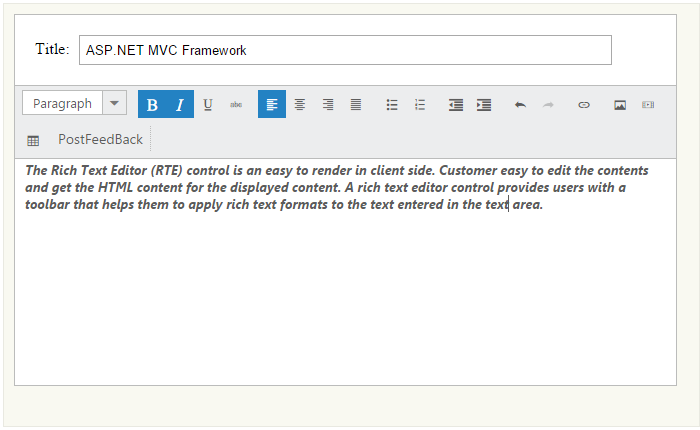 Title: ASP.NET MVC Framework
Paragraph B I U abc
PostFeedBack
The Rich Text Editor (RTE) control is an easy to render in client side. Customer easy to edit the contents
and get the HTML content for the displayed content. A rich text editor control provides users with a
toolbar that helps them to apply rich text formats to the text entered in the text area.